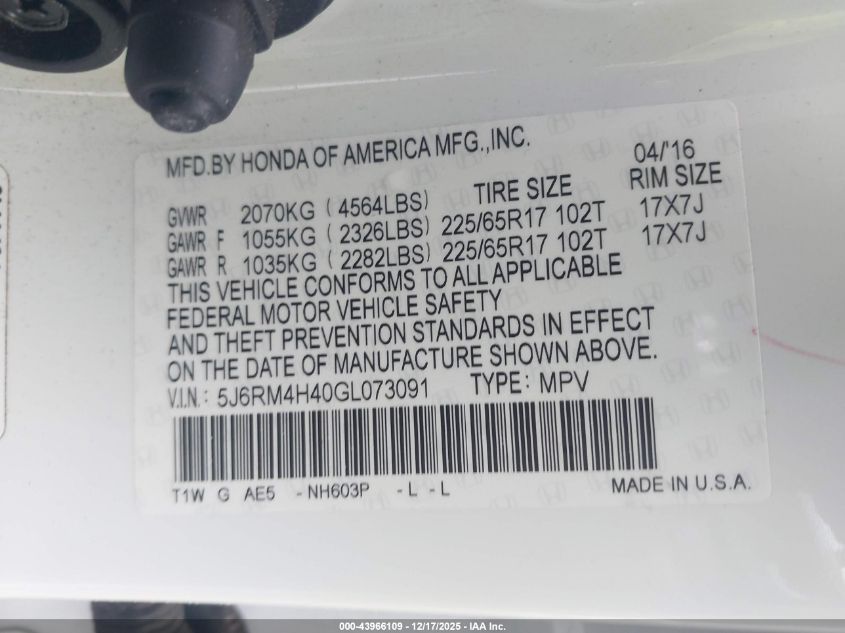 MFD.BY HONDA OF AMERICA MFG.,INC. 04/'16
TIRE SIZE RIM SIZE
GVWR 2070KG (4564LBS)
GAWR F 1055KG (2326LBS) 225/65R17 102T 17X7J
GAWR R 1035KG (2282LBS) 225/65R17 102T 17X7J
THIS VEHICLE CONFORMS TO ALL APPLICABLE
FEDERAL MOTOR VEHICLE SAFETY
AND THEFT PREVENTION STANDARDS IN EFFECT
ON THE DATE OF MANUFACTURE SHOWN ABOVE.
V.I.N.: 5J6RM4H40GL073091 TYPE: MPV
T1W G AE5 -NH603P -L -L MADE IN U.S.A.
000-43966109 - 12/17/2025 - IAA Inc.